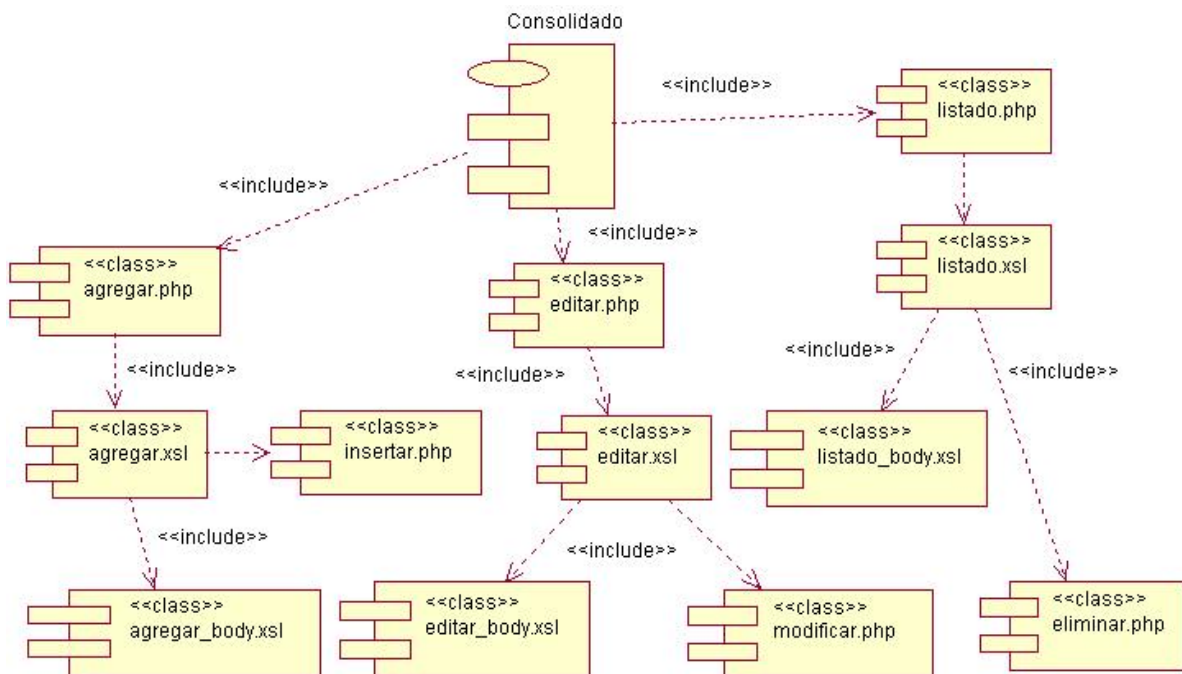 Consolidado
<<include>>
<<class>>
listado.php
<<include>>
<<include>>
<<class>>
agregar.php
<<class>>
editar.php
<<class>>
listado.xsl
<<include>>
<<include>>
<<include>>
<<include>>
<<class>>
agregar.xsl
<<class>>
insertar.php
<<class>>
editar.xsl
<<class>>
listado_body.xsl
<<include>>
<<include>>
<<class>>
agregar_body.xsl
<<class>>
editar_body.xsl
<<class>>
modificar.php
<<class>>
eliminar.php